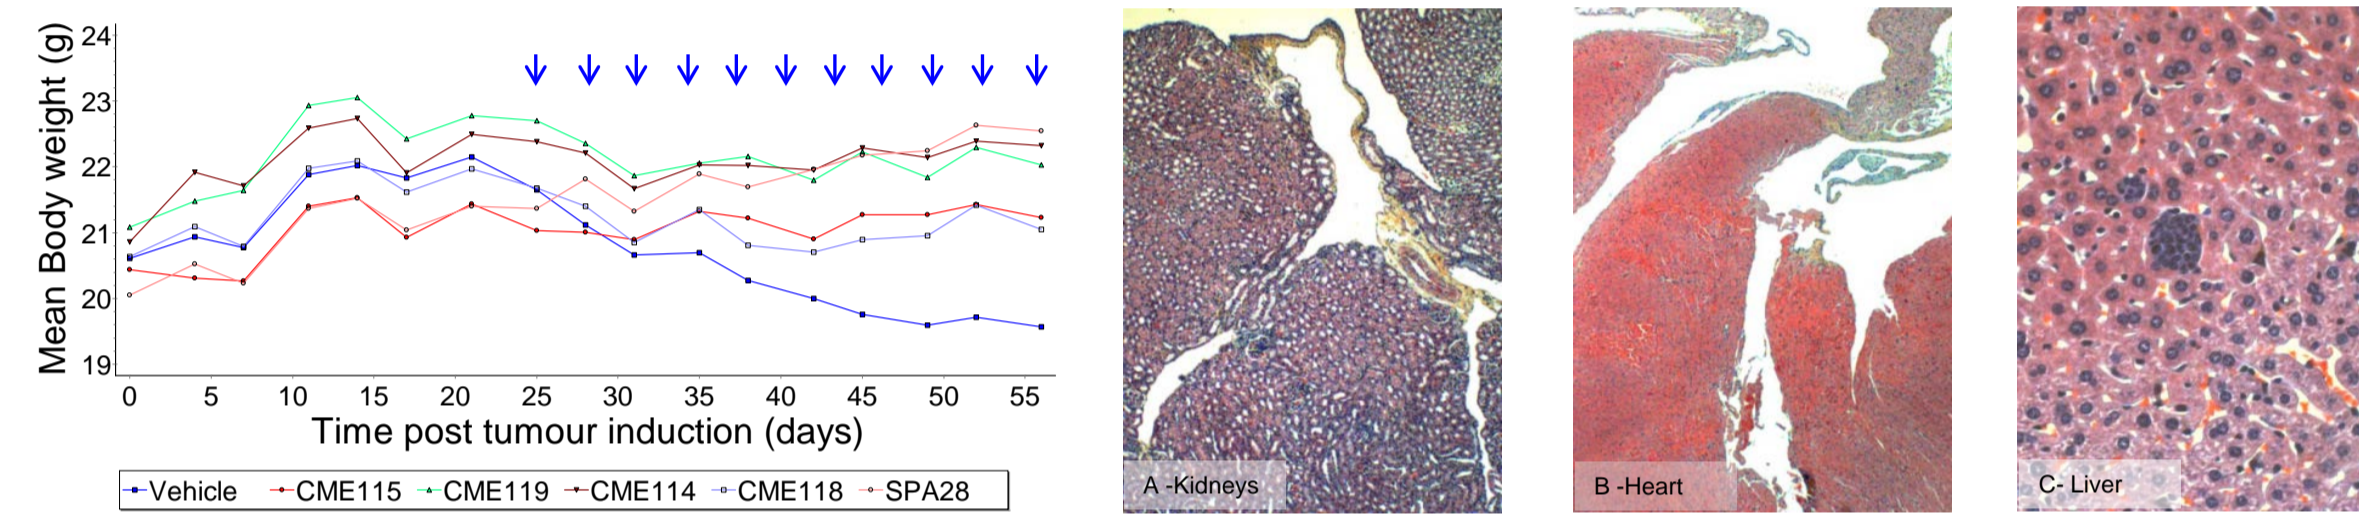 Mean Body weight (g)
24
23
22
21
20
19
0 5 10 15 20 25 30 35 40 45 50 55
Time post tumour induction (days)
Vehicle CME115 CME119 CME114 CME118 SPA28
A -Kidneys
B -Heart
C- Liver